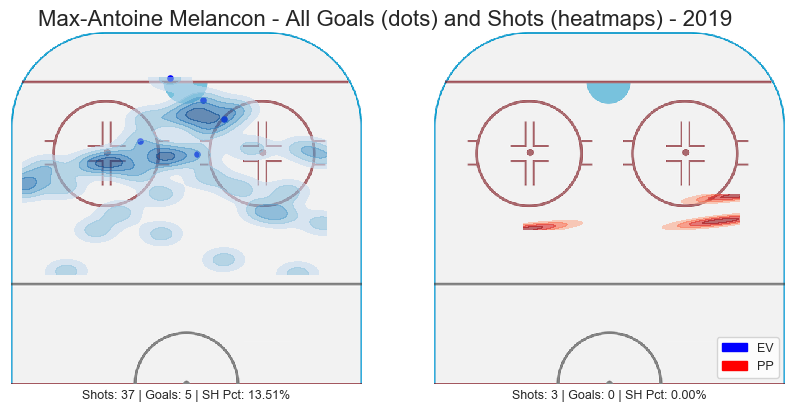 Max-Antoine Melancon - All Goals (dots) and Shots (heatmaps) - 2019
EV
PP
Shots: 37 | Goals: 5 | SH Pct: 13.51%
Shots: 3 | Goals: 0 | SH Pct: 0.00%